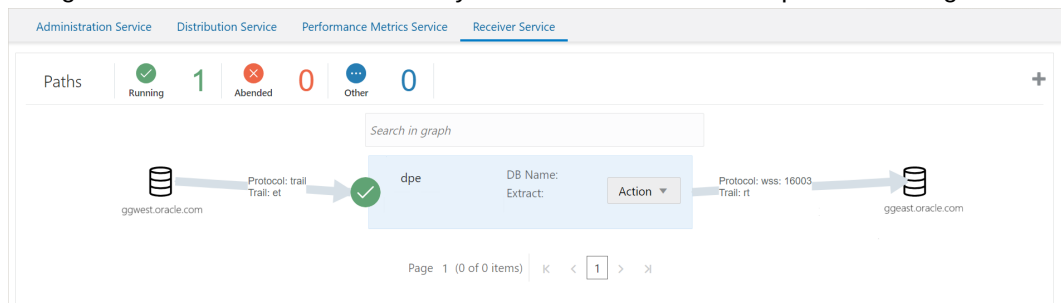 Administration Service Distribution Service Performance Metrics Service Receiver Service
Paths Running 1 Abended 0 Other 0
Search in graph
dpe DB Name:
Extract:
Action
Protocol: trail
Trail: et
Protocol: wss: 16003
Trail: rt
ggwest.oracle.com
ggeast.oracle.com
Page 1 (0 of 0 items) 1